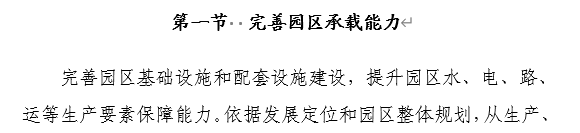 第一节  完善园区承载能力
完善园区基础设施和配套设施建设，提升园区水、电、路、
运等生产要素保障能力。依据发展定位和园区整体规划，从生产、